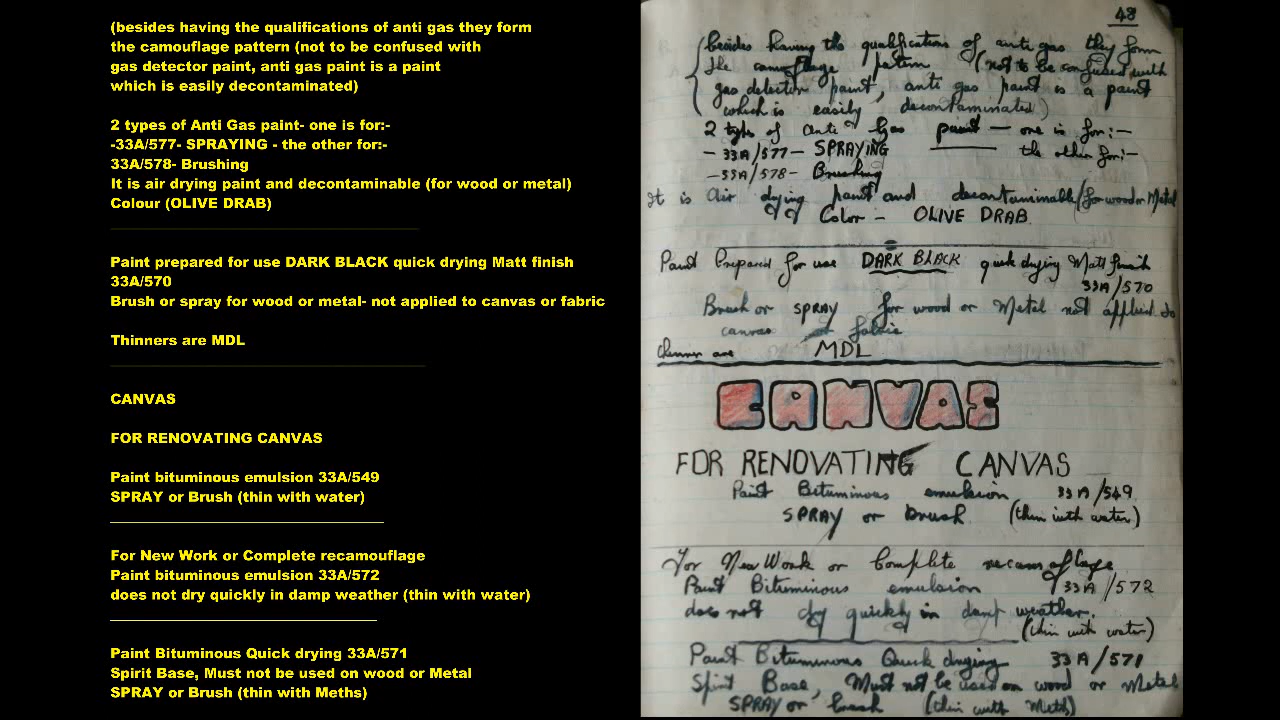 (besides having the qualifications of anti gas they form
the camouflage pattern (not to be confused with
gas detector paint, anti gas paint is a paint
which is easily decontaminated)
2 types of Anti Gas paint- one is for:-
-33A/577- SPRAYING - the other for:-
33A/578- Brushing
It is air drying paint and decontaminable (for wood or metal)
Colour (OLIVE DRAB)
Paint prepared for use DARK BLACK quick drying Matt finish
33A/570
Brush or spray for wood or metal- not applied to canvas or fabric
Thinners are MDL
CANVAS
FOR RENOVATING CANVAS
Paint bituminous emulsion 33A/549
SPRAY or Brush (thin with water)
For New Work or Complete recamouflage
Paint bituminous emulsion 33A/572
does not dry quickly in damp weather (thin with water)
Paint Bituminous Quick drying 33A/571
Spirit Base, Must not be used on wood or Metal
SPRAY or Brush (thin with Meths)
48
(besides having the qualifications of anti gas they form
the camouflage pattern (not to be confused with
gas detector paint, anti gas paint is a paint
which is easily decontaminated)
2 types of Anti Gas paint — one is for:—
- 33A/577 - SPRAYING the other for:—
-33A/578- Brushing
It is Air drying paint and decontaminable (for wood or Metal
Color - OLIVE DRAB
Paint Prepared for use DARK BLACK quick drying Matt finish
33A/570
Brush or SPRAY for wood or Metal not applied to
canvas or fabric
thinners are MDL
CANVAS
FOR RENOVATING CANVAS
Paint Bituminous emulsion 33A/549
SPRAY or brush (thin with water)
For New Work or Complete recamouflage
Paint Bituminous emulsion 33A/572
does not dry quickly in damp weather.
(thin with water)
Paint Bituminous Quick drying 33A/571
Spirit Base, Must not be used on wood or Metal
SPRAY or brush (thin with Meths)